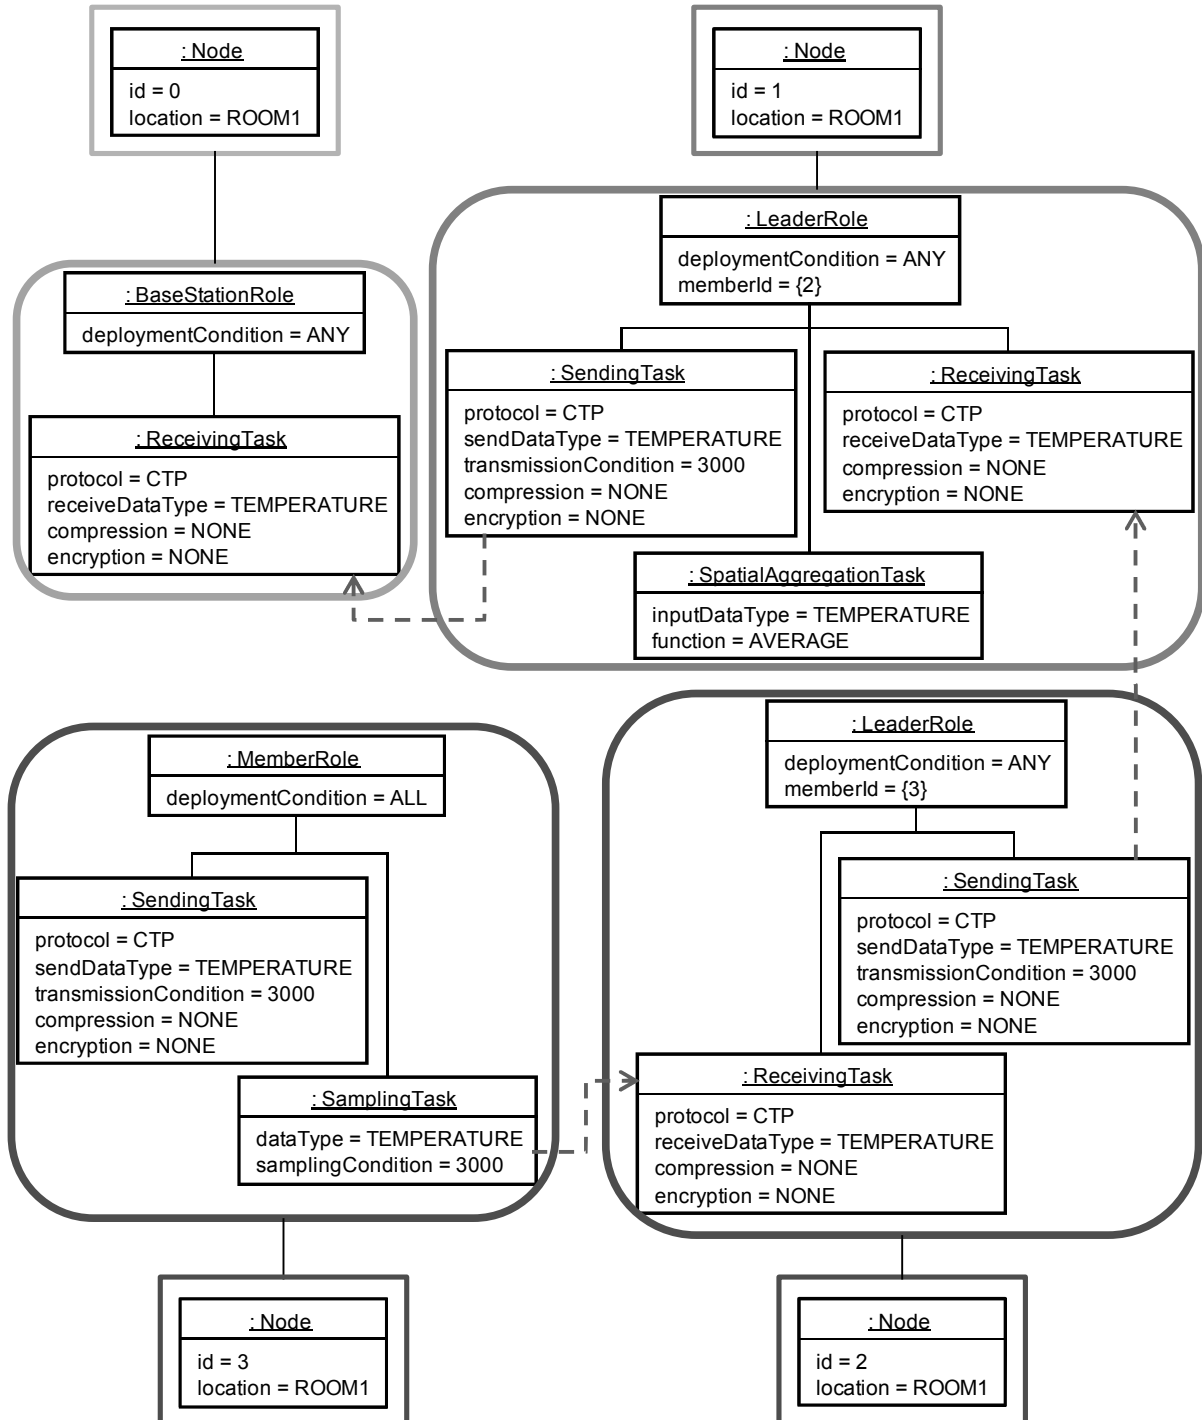 : Node
id = 0
location = ROOM1
: Node
id = 1
location = ROOM1
: BaseStationRole
deploymentCondition = ANY
: ReceivingTask
protocol = CTP
receiveDataType = TEMPERATURE
compression = NONE
encryption = NONE
: LeaderRole
deploymentCondition = ANY
memberId = {2}
: SendingTask
protocol = CTP
sendDataType = TEMPERATURE
transmissionCondition = 3000
compression = NONE
encryption = NONE
: ReceivingTask
protocol = CTP
receiveDataType = TEMPERATURE
compression = NONE
encryption = NONE
: SpatialAggregationTask
inputDataType = TEMPERATURE
function = AVERAGE
: MemberRole
deploymentCondition = ALL
: SendingTask
protocol = CTP
sendDataType = TEMPERATURE
transmissionCondition = 3000
compression = NONE
encryption = NONE
: SamplingTask
dataType = TEMPERATURE
samplingCondition = 3000
: LeaderRole
deploymentCondition = ANY
memberId = {3}
: SendingTask
protocol = CTP
sendDataType = TEMPERATURE
transmissionCondition = 3000
compression = NONE
encryption = NONE
: ReceivingTask
protocol = CTP
receiveDataType = TEMPERATURE
compression = NONE
encryption = NONE
: Node
id = 3
location = ROOM1
: Node
id = 2
location = ROOM1